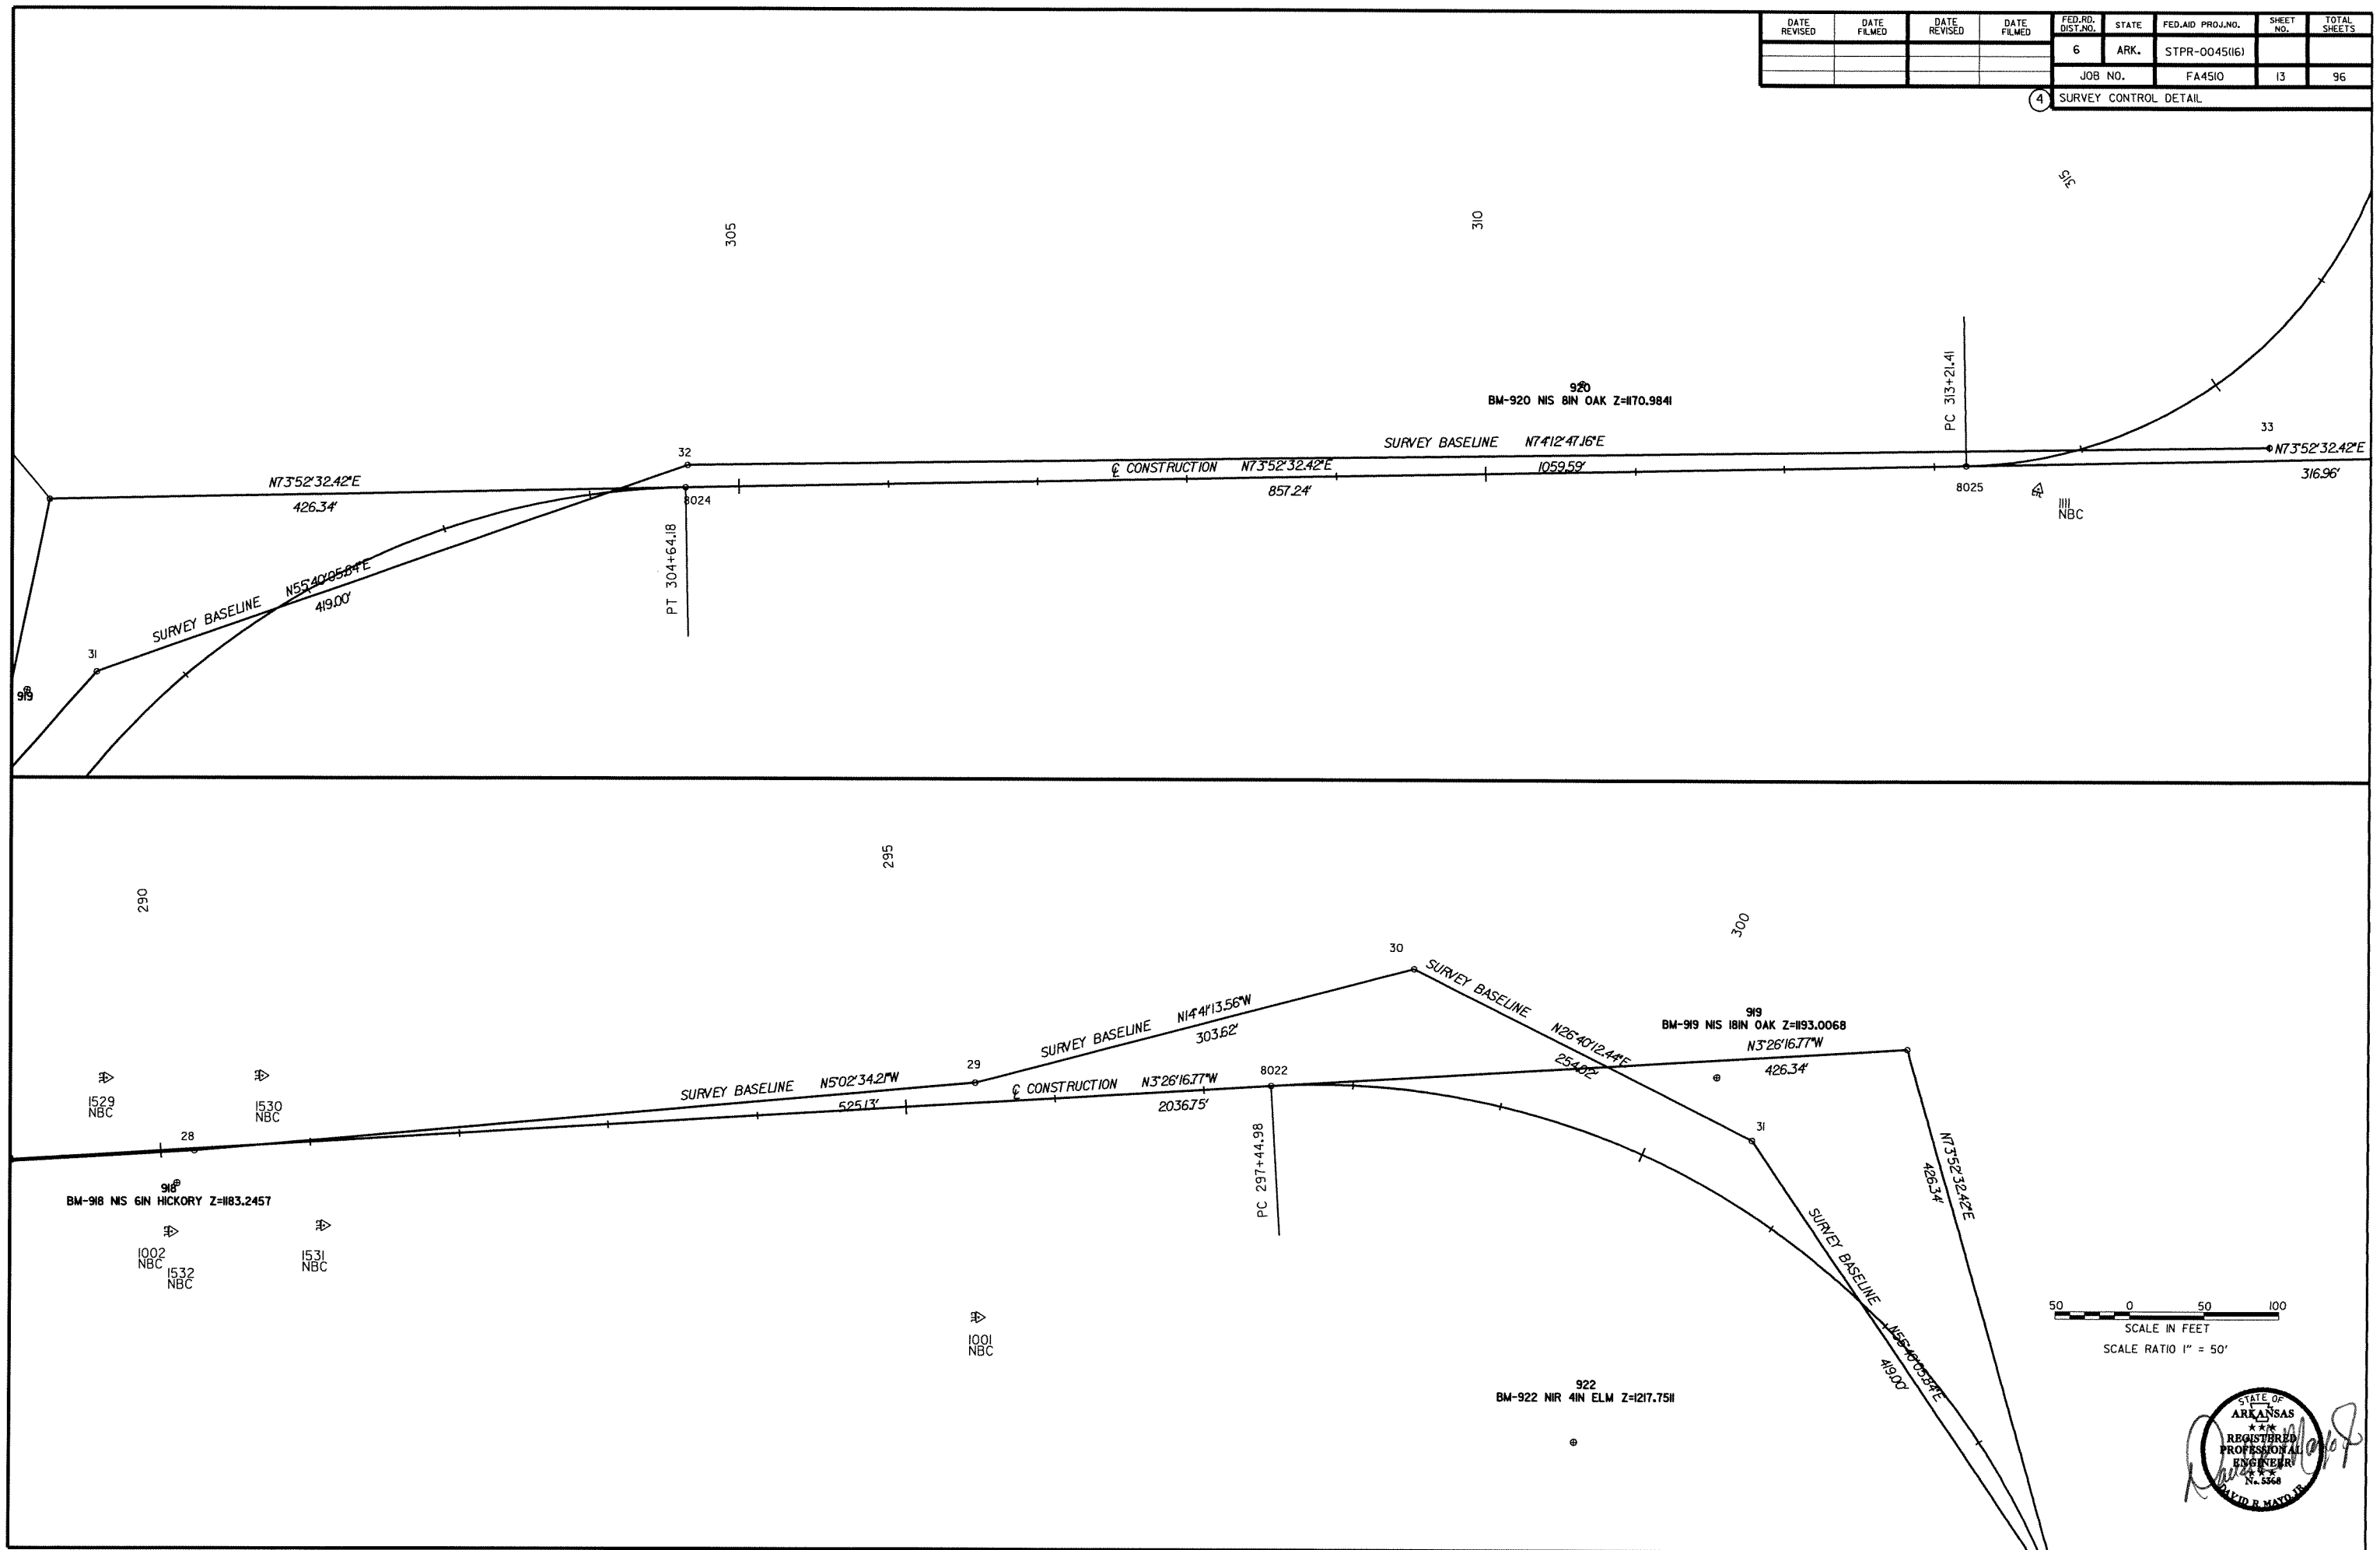 DATE REVISED
DATE FILMED
DATE REVISED
DATE FILMED
FED.RD. DIST.NO.
STATE
FED.AID PROJ.NO.
SHEET NO.
TOTAL SHEETS
6
ARK.
STPR-0045(16)
JOB NO.
FA4510
13
96
4
SURVEY CONTROL DETAIL
305
310
315
920
BM-920 NIS 8IN OAK Z=1170.9841
PC 313+21.41
33
32
SURVEY BASELINE N74°12'47.16"E
1059.59'
N73°52'32.42"E
316.96'
℄ CONSTRUCTION N73°52'32.42"E
857.24'
N73°52'32.42"E
426.34'
8024
8025
1111
NBC
PT 304+64.18
SURVEY BASELINE N55°40'05.84"E
419.00'
31
919
290
295
300
30
SURVEY BASELINE N14°41'13.56"W
303.62'
SURVEY BASELINE N26°40'12.44"E
254.02'
919
BM-919 NIS 18IN OAK Z=1193.0068
N3°26'16.77"W
426.34'
29
8022
SURVEY BASELINE N5°02'34.21"W
525.13'
℄ CONSTRUCTION N3°26'16.77"W
2036.75'
1529
NBC
1530
NBC
28
31
N73°52'32.42"E
426.34'
918
BM-918 NIS 6IN HICKORY Z=1183.2457
PC 297+44.98
1002
NBC
1532
NBC
1531
NBC
SURVEY BASELINE N55°40'05.84"E
419.00'
1001
NBC
50 0 50 100
SCALE IN FEET
SCALE RATIO 1" = 50'
922
BM-922 NIR 4IN ELM Z=1217.7511
STATE OF
ARKANSAS
REGISTERED
PROFESSIONAL
ENGINEER
No. 5368
DAVID R. MAYO, JR.